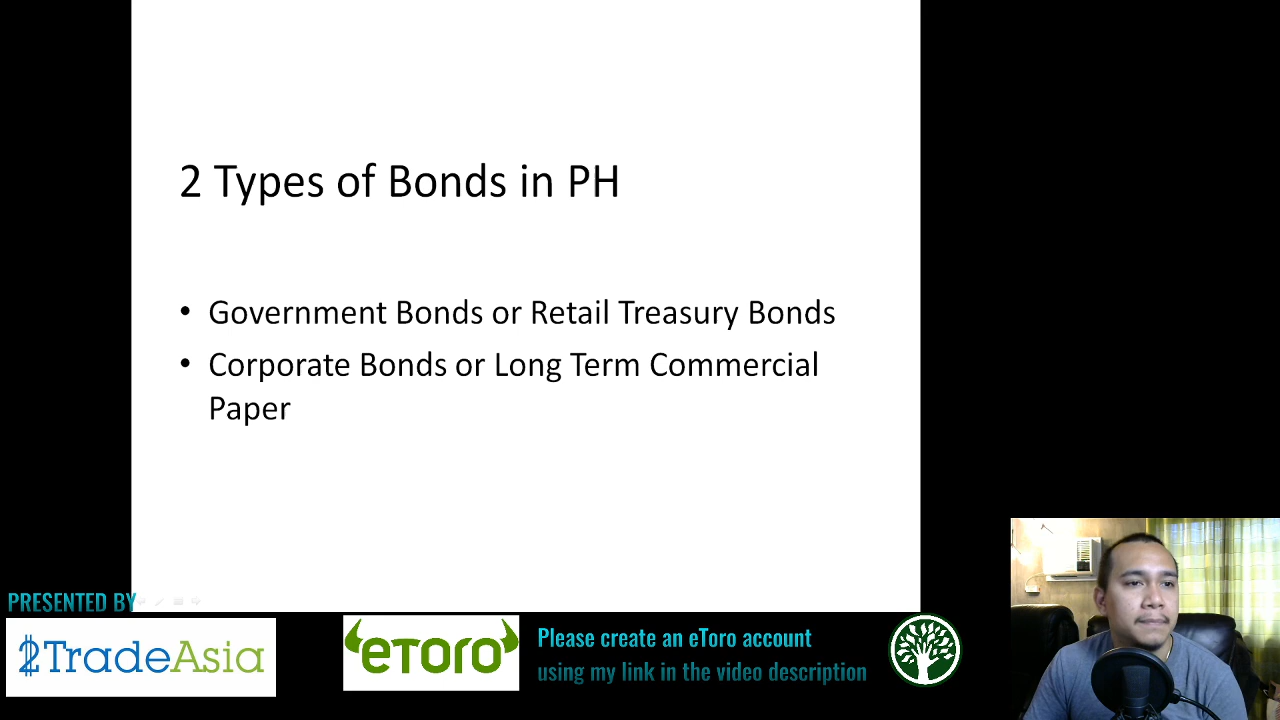 2 Types of Bonds in PH
• Government Bonds or Retail Treasury Bonds
• Corporate Bonds or Long Term Commercial
Paper
PRESENTED BY
2TradeAsia
eToro
Please create an eToro account
using my link in the video description